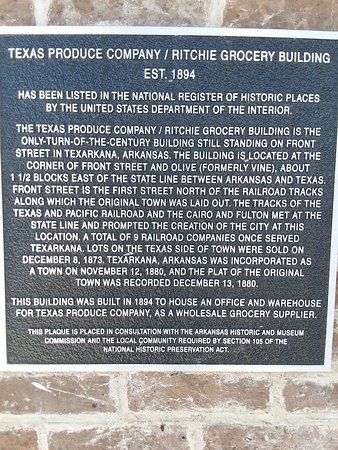 TEXAS PRODUCE COMPANY / RITCHIE GROCERY BUILDING
EST. 1894
HAS BEEN LISTED IN THE NATIONAL REGISTER OF HISTORIC PLACES
BY THE UNITED STATES DEPARTMENT OF THE INTERIOR.
THE TEXAS PRODUCE COMPANY / RITCHIE GROCERY BUILDING IS THE
ONLY-TURN-OF-THE-CENTURY BUILDING STILL STANDING ON FRONT
STREET IN TEXARKANA, ARKANSAS. THE BUILDING IS LOCATED AT THE
CORNER OF FRONT STREET AND OLIVE (FORMERLY VINE), ABOUT
1 1/2 BLOCKS EAST OF THE STATE LINE BETWEEN ARKANSAS AND TEXAS.
FRONT STREET IS THE FIRST STREET NORTH OF THE RAILROAD TRACKS
ALONG WHICH THE ORIGINAL TOWN WAS LAID OUT. THE TRACKS OF THE
TEXAS AND PACIFIC RAILROAD AND THE CAIRO AND FULTON MET AT THE
STATE LINE AND PROMPTED THE CREATION OF THE CITY AT THIS
LOCATION. A TOTAL OF 9 RAILROAD COMPANIES ONCE SERVED
TEXARKANA. LOTS ON THE TEXAS SIDE OF TOWN WERE SOLD ON
DECEMBER 8, 1873. TEXARKANA, ARKANSAS WAS INCORPORATED AS
A TOWN ON NOVEMBER 12, 1880, AND THE PLAT OF THE ORIGINAL
TOWN WAS RECORDED DECEMBER 13, 1880.
THIS BUILDING WAS BUILT IN 1894 TO HOUSE AN OFFICE AND WAREHOUSE
FOR TEXAS PRODUCE COMPANY, AS A WHOLESALE GROCERY SUPPLIER.
THIS PLAQUE IS PLACED IN CONSULTATION WITH THE ARKANSAS HISTORIC AND MUSEUM
COMMISSION AND THE LOCAL COMMUNITY REQUIRED BY SECTION 105 OF THE
NATIONAL HISTORIC PRESERVATION ACT.